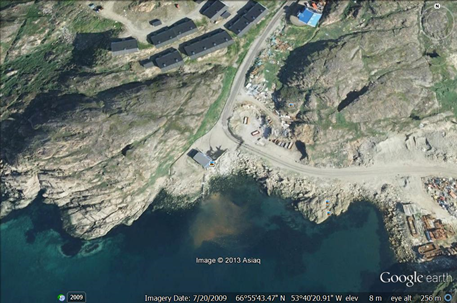 N
Image © 2013 Asiaq
Google earth
2009
Imagery Date: 7/20/2009 66°55'43.47" N 53°40'20.91" W elev 8 m eye alt 256 m